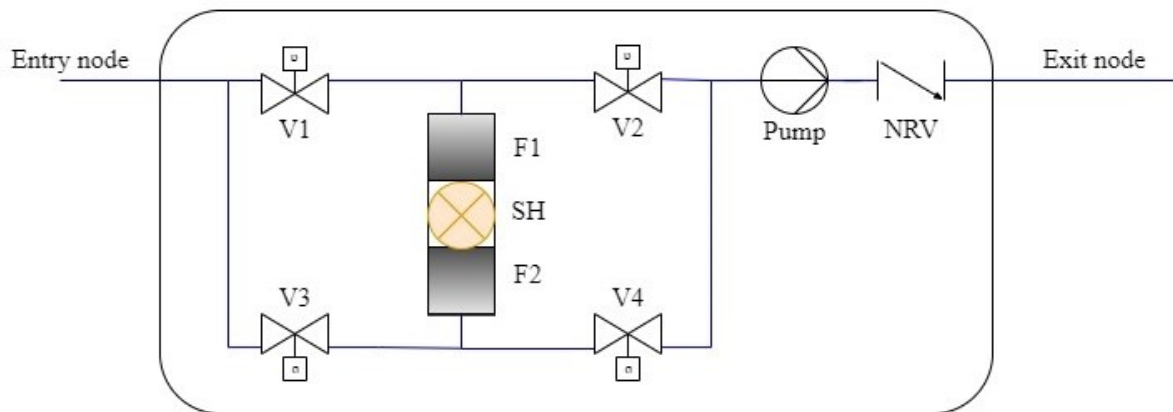 Entry node
Exit node
V1
V2
Pump
NRV
F1
SH
F2
V3
V4